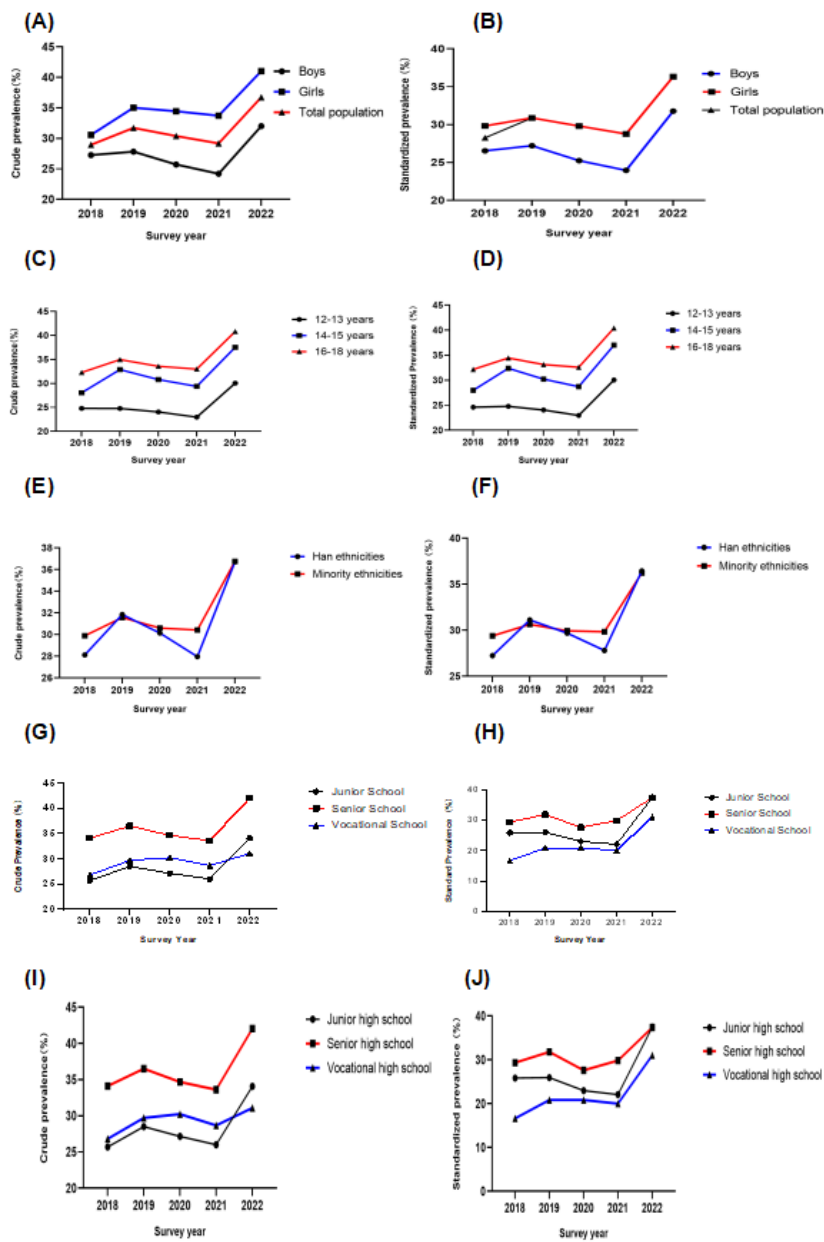 (A)
Crude prevalence(%)
45
40
35
30
25
20
2018 2019 2020 2021 2022
Survey year
Boys
Girls
Total population
(B)
Standardized prevalence(%)
40
35
30
25
20
2018 2019 2020 2021 2022
Survey year
Boys
Girls
Total population
(C)
Crude prevalence(%)
45
40
35
30
25
20
2018 2019 2020 2021 2022
Survey year
12-13 years
14-15 years
16-18 years
(D)
Standardized Prevalence (%)
45
40
35
30
25
20
2018 2019 2020 2021 2022
Survey year
12-13 years
14-15 years
16-18 years
(E)
Crude prevalence(%)
38
36
34
32
30
28
26
2018 2019 2020 2021 2022
Survey year
Han ethnicities
Minority ethnicities
(F)
Standardized prevalence (%)
40
35
30
25
2018 2019 2020 2021 2022
Survey year
Han ethnicities
Minority ethnicities
(G)
Crude Prevalence (%)
45
40
35
30
25
20
2018 2019 2020 2021 2022
Survey Year
Junior School
Senior School
Vocational School
(H)
Standard Prevalence (%)
40
30
20
10
0
2018 2019 2020 2021 2022
Survey Year
Junior School
Senior School
Vocational School
(I)
Crude prevalence(%)
45
40
35
30
25
20
2018 2019 2020 2021 2022
Survey year
Junior high school
Senior high school
Vocational high school
(J)
Standardized prevalence (%)
40
30
20
10
0
2018 2019 2020 2021 2022
Survey year
Junior high school
Senior high school
Vocational high school